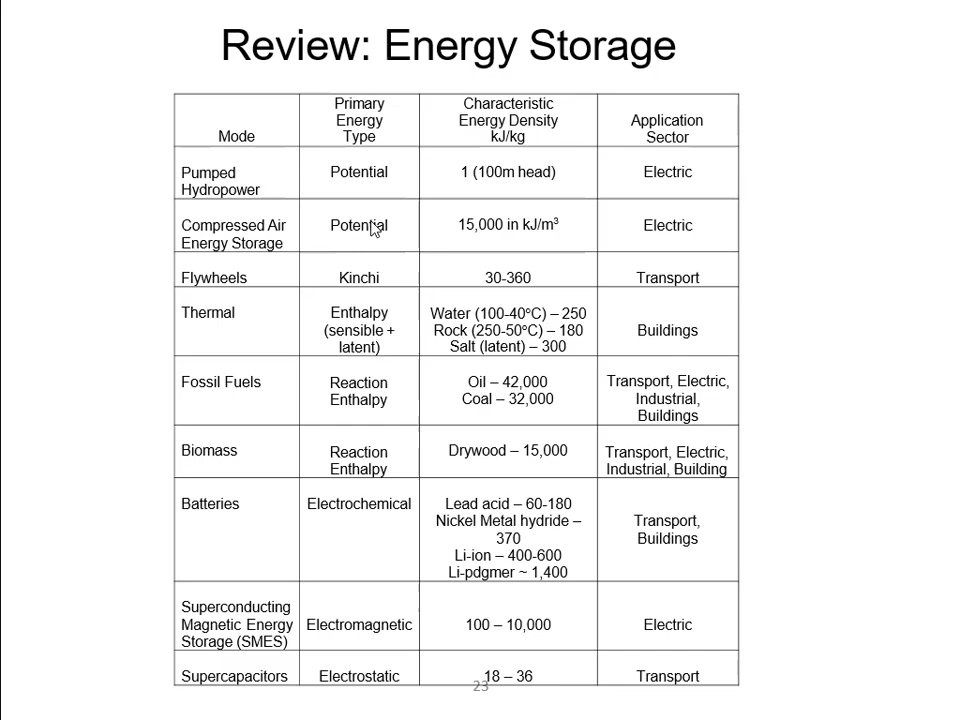 Review: Energy Storage
Mode
Primary
Energy
Type
Characteristic
Energy Density
kJ/kg
Application
Sector
Pumped
Hydropower
Potential
1 (100m head)
Electric
Compressed Air
Energy Storage
Potential
15,000 in kJ/m³
Electric
Flywheels
Kinchi
30-360
Transport
Thermal
Enthalpy
(sensible +
latent)
Water (100-40ºC) – 250
Rock (250-50ºC) – 180
Salt (latent) – 300
Buildings
Fossil Fuels
Reaction
Enthalpy
Oil – 42,000
Coal – 32,000
Transport, Electric,
Industrial,
Buildings
Biomass
Reaction
Enthalpy
Drywood – 15,000
Transport, Electric,
Industrial, Building
Batteries
Electrochemical
Lead acid – 60-180
Nickel Metal hydride –
370
Li-ion – 400-600
Li-pdgmer ~ 1,400
Transport,
Buildings
Superconducting
Magnetic Energy
Storage (SMES)
Electromagnetic
100 – 10,000
Electric
Supercapacitors
Electrostatic
18 – 36
Transport
23